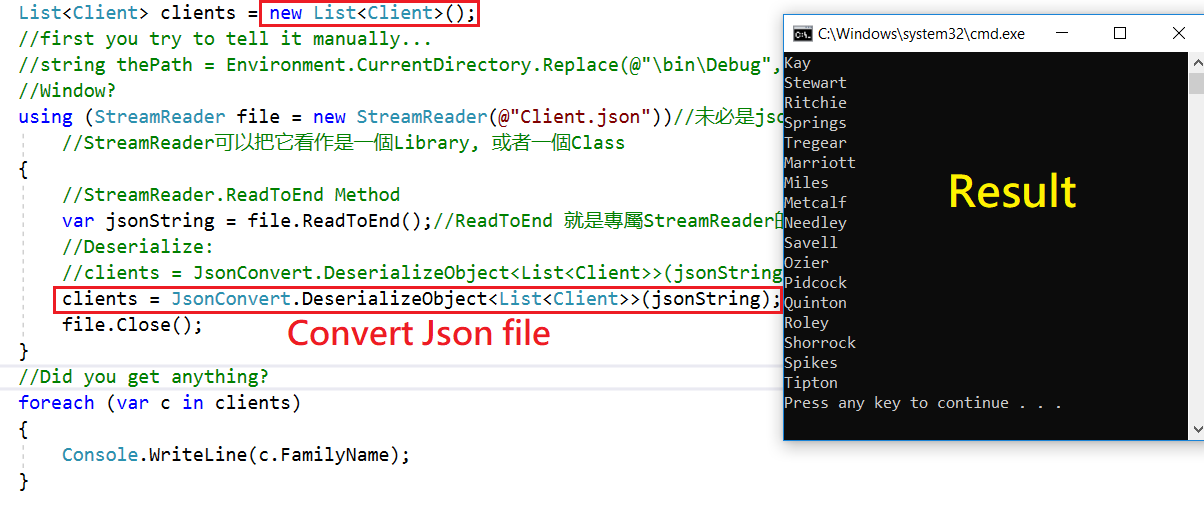 List<Client> clients = new List<Client>();
//first you try to tell it manually...
//string thePath = Environment.CurrentDirectory.Replace(@"\bin\Debug",
//Window?
using (StreamReader file = new StreamReader(@"Client.json"))//未必是jso
//StreamReader可以把它看作是一個Library, 或者一個Class
{
//StreamReader.ReadToEnd Method
var jsonString = file.ReadToEnd();//ReadToEnd 就是專屬StreamReader的
//Deserialize:
//clients = JsonConvert.DeserializeObject<List<Client>>(jsonString
clients = JsonConvert.DeserializeObject<List<Client>>(jsonString);
file.Close();
Convert Json file
}
//Did you get anything?
foreach (var c in clients)
{
Console.WriteLine(c.FamilyName);
}
C:\Windows\system32\cmd.exe
Kay
Stewart
Ritchie
Springs
Tregear
Marriott
Miles
Metcalf
Needley
Savell
Ozier
Pidcock
Quinton
Roley
Shorrock
Spikes
Tipton
Press any key to continue . . .
Result